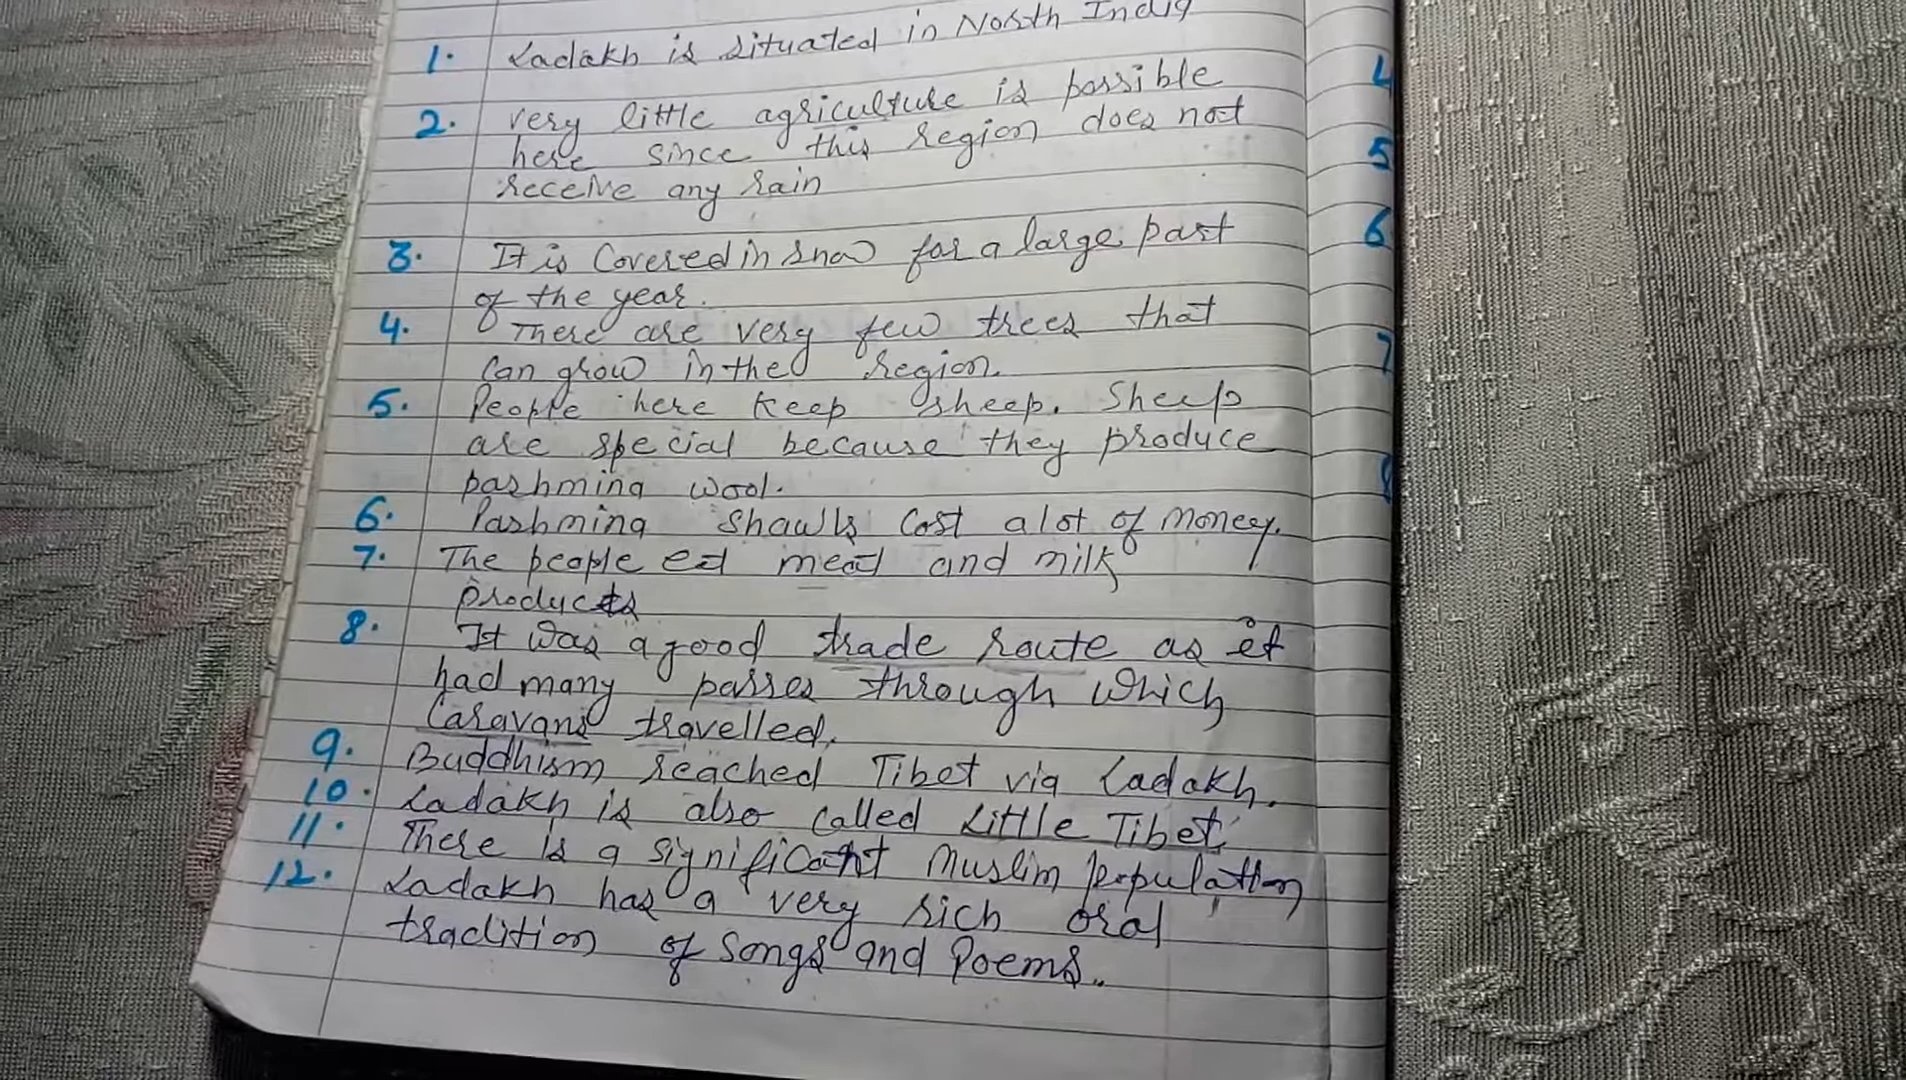 1. Ladakh is situated in North India
2. very little agriculture is possible
here since this region does not
receive any rain
3. It is Covered in snow for a large part
of the year.
4. There are very few trees that
can grow in the region.
5. People here keep sheep. Sheep
are special because they produce
pashmina wool.
6. Pashmina shawls cost a lot of money.
7. The people eat meat and milk
products
8. It was a good trade route as it
had many passes through which
Caravans travelled.
9. Buddhism reached Tibet via Ladakh.
10. Ladakh is also called Little Tibet.
11. There is a significant Muslim population
12. Ladakh has a very rich oral
tradition of songs and Poems..
4
5
6
7